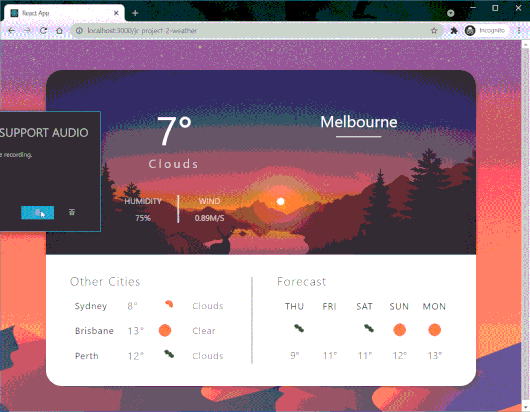 React App
localhost:3000/jc-project-2-weather
Incognito
SUPPORT AUDIO
e recording.
7°
Clouds
Melbourne
HUMIDITY
WIND
75%
0.89M/S
Other Cities
Sydney 8° Clouds
Brisbane 13° Clear
Perth 12° Clouds
Forecast
THU FRI SAT SUN MON
9° 11° 11° 12° 13°